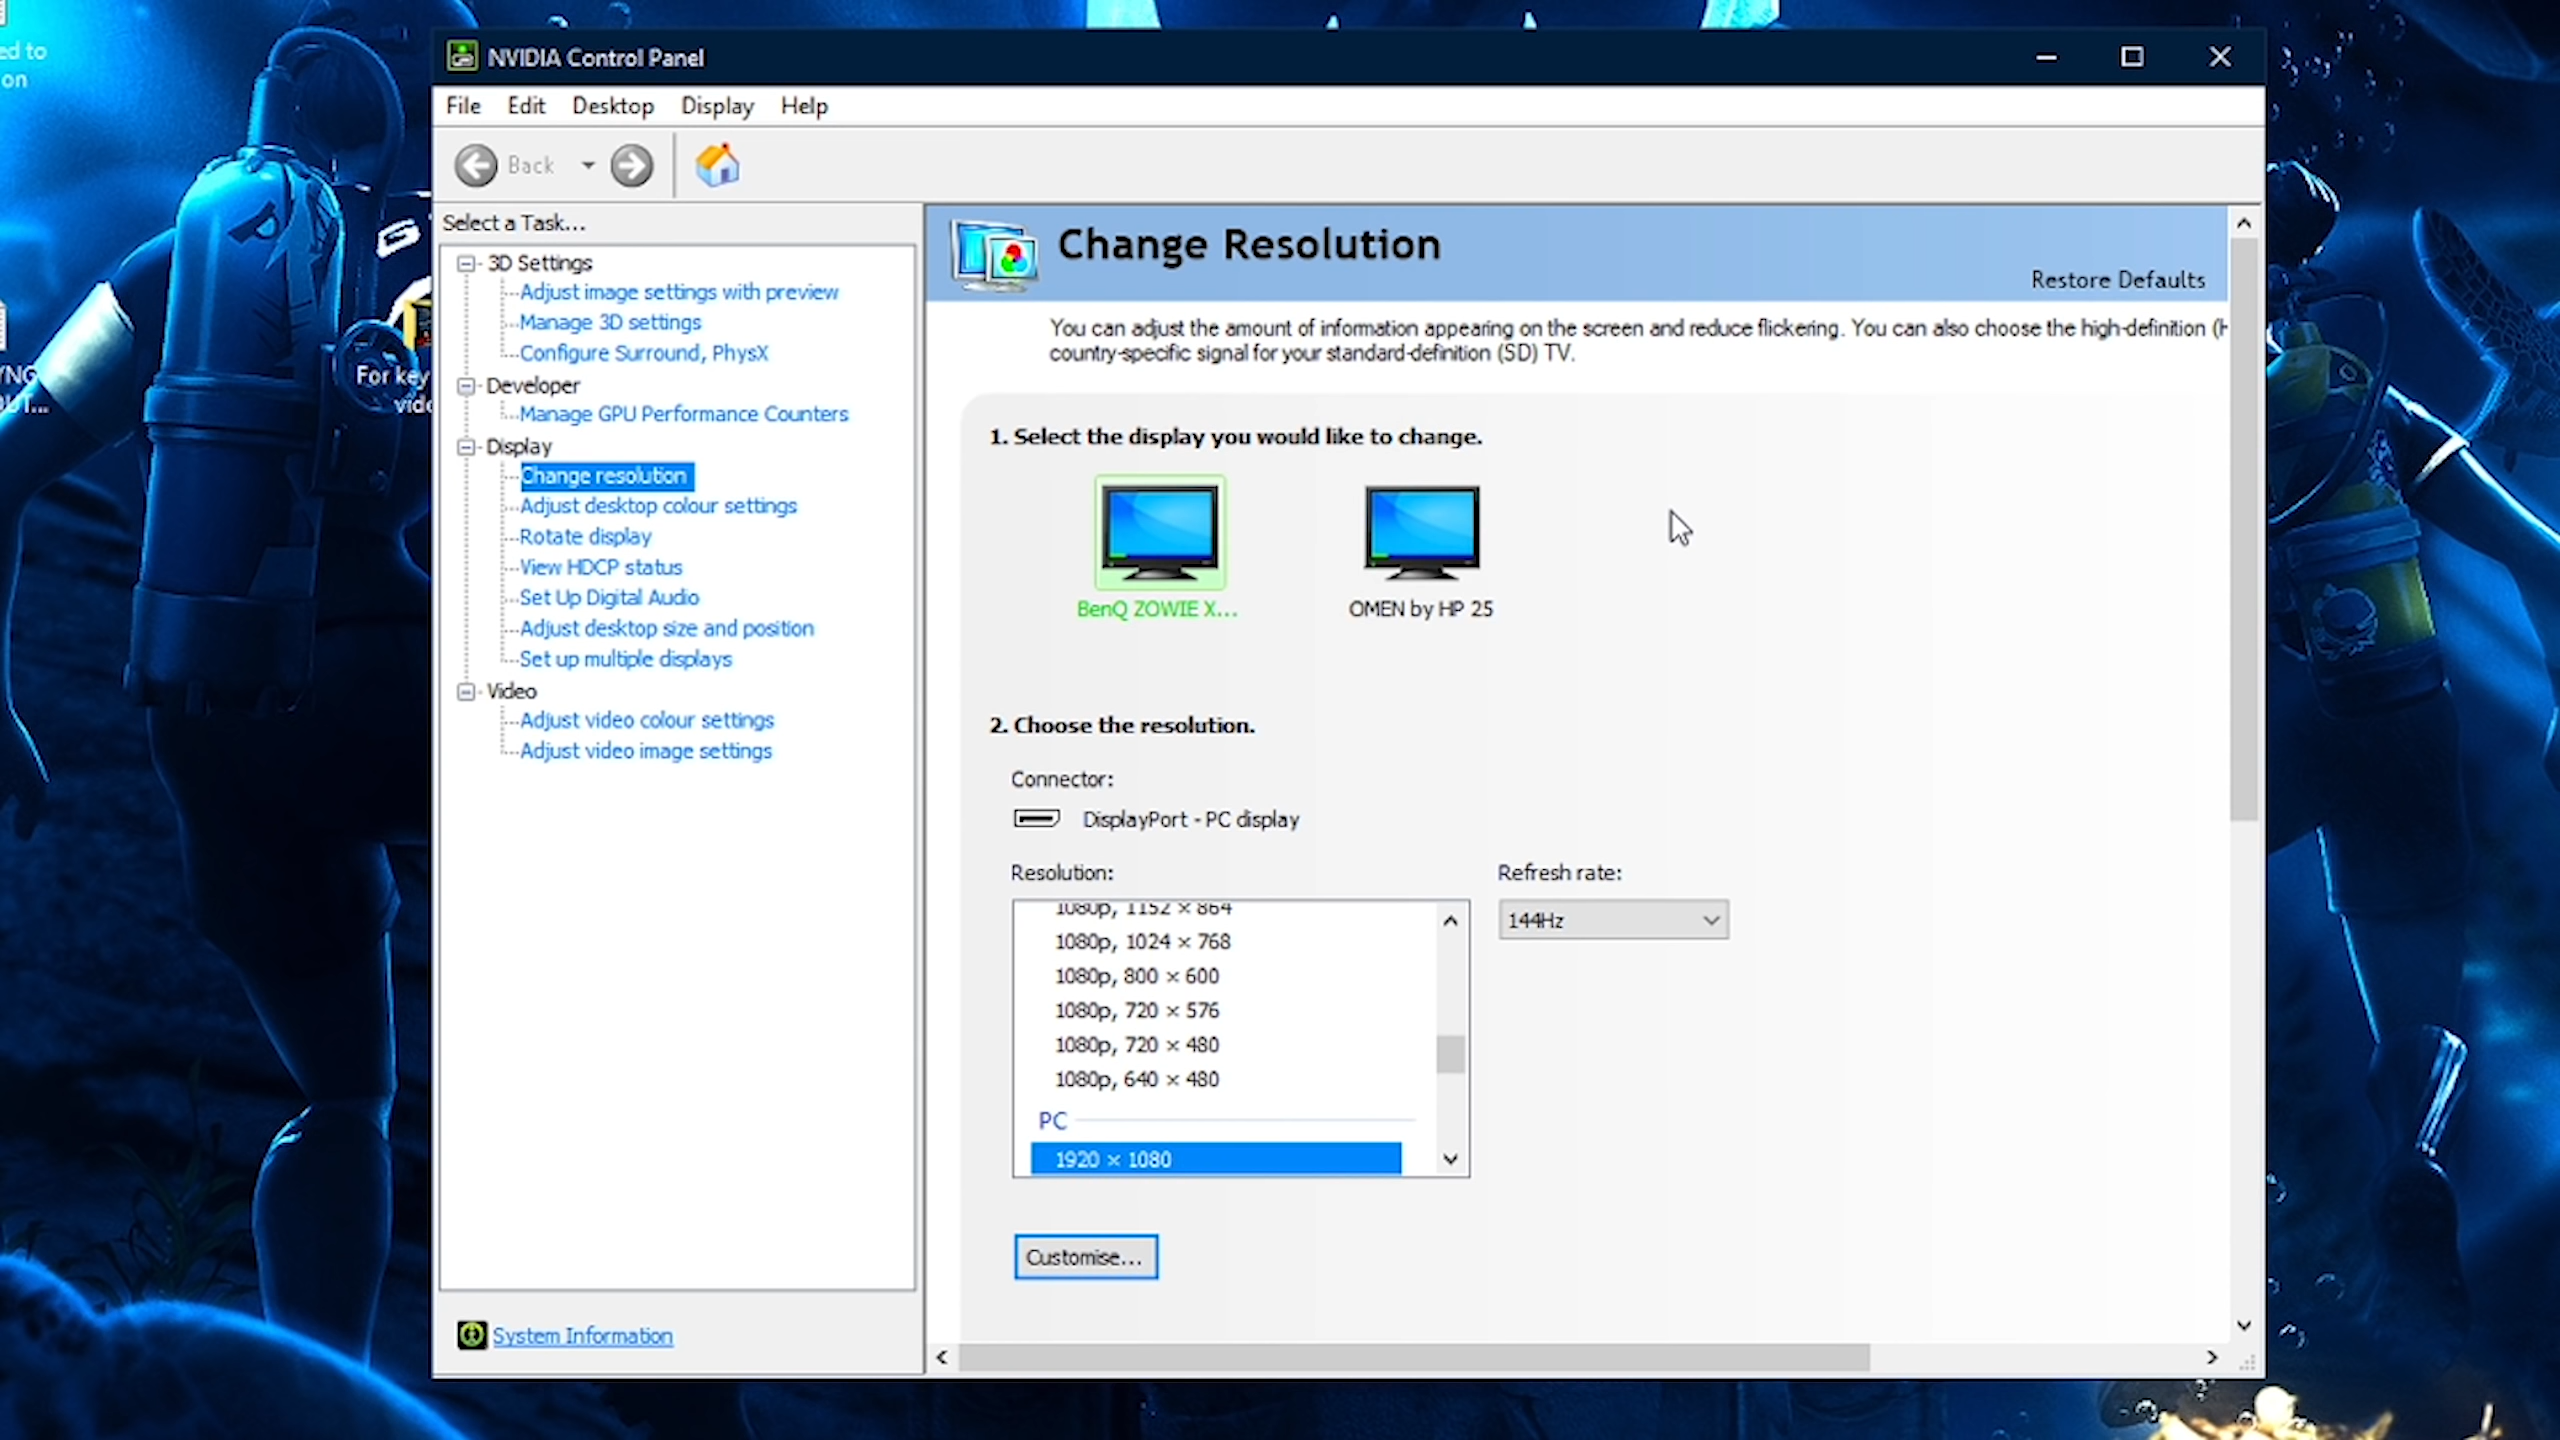 ed to
on
YNG
OUT...
For key
vide
NVIDIA Control Panel
File Edit Desktop Display Help
Back
Select a Task...
3D Settings
Adjust image settings with preview
Manage 3D settings
Configure Surround, PhysX
Developer
Manage GPU Performance Counters
Display
Change resolution
Adjust desktop colour settings
Rotate display
View HDCP status
Set Up Digital Audio
Adjust desktop size and position
Set up multiple displays
Video
Adjust video colour settings
Adjust video image settings
System Information
Change Resolution
Restore Defaults
You can adjust the amount of information appearing on the screen and reduce flickering. You can also choose the high-definition (H
country-specific signal for your standard-definition (SD) TV.
1. Select the display you would like to change.
BenQ ZOWIE X... OMEN by HP 25
2. Choose the resolution.
Connector:
DisplayPort - PC display
Resolution: Refresh rate:
1080p, 1152 × 864
144Hz
1080p, 1024 × 768
1080p, 800 × 600
1080p, 720 × 576
1080p, 720 × 480
1080p, 640 × 480
PC
1920 × 1080
Customise...